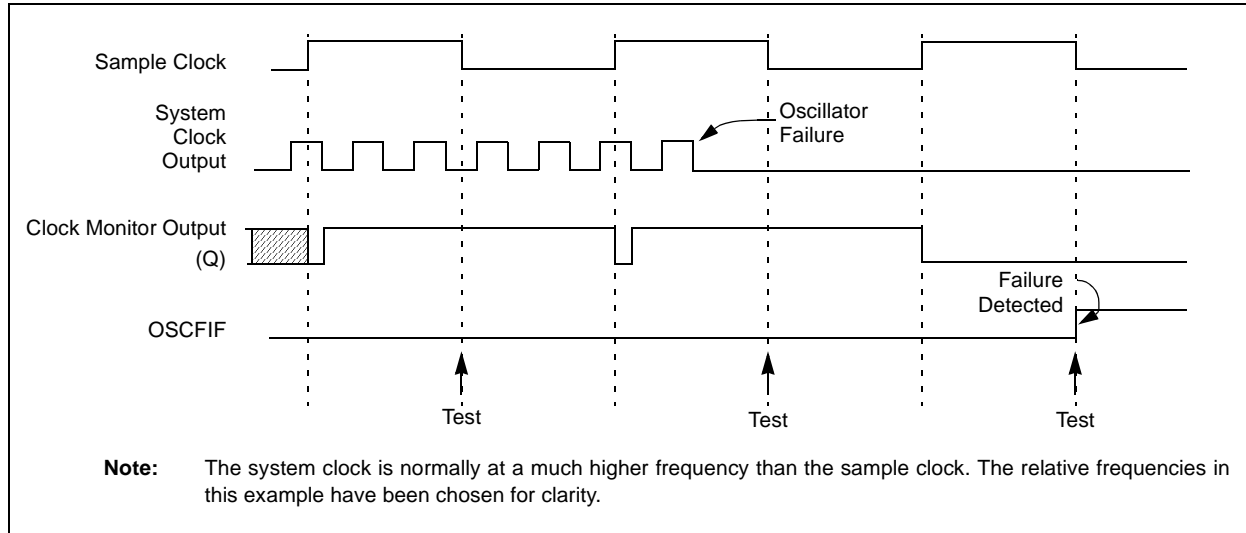 Sample Clock
System
Clock
Output
Oscillator
Failure
Clock Monitor Output
(Q)
Failure
Detected
OSCFIF
Test
Test
Test
Note: The system clock is normally at a much higher frequency than the sample clock. The relative frequencies in
this example have been chosen for clarity.